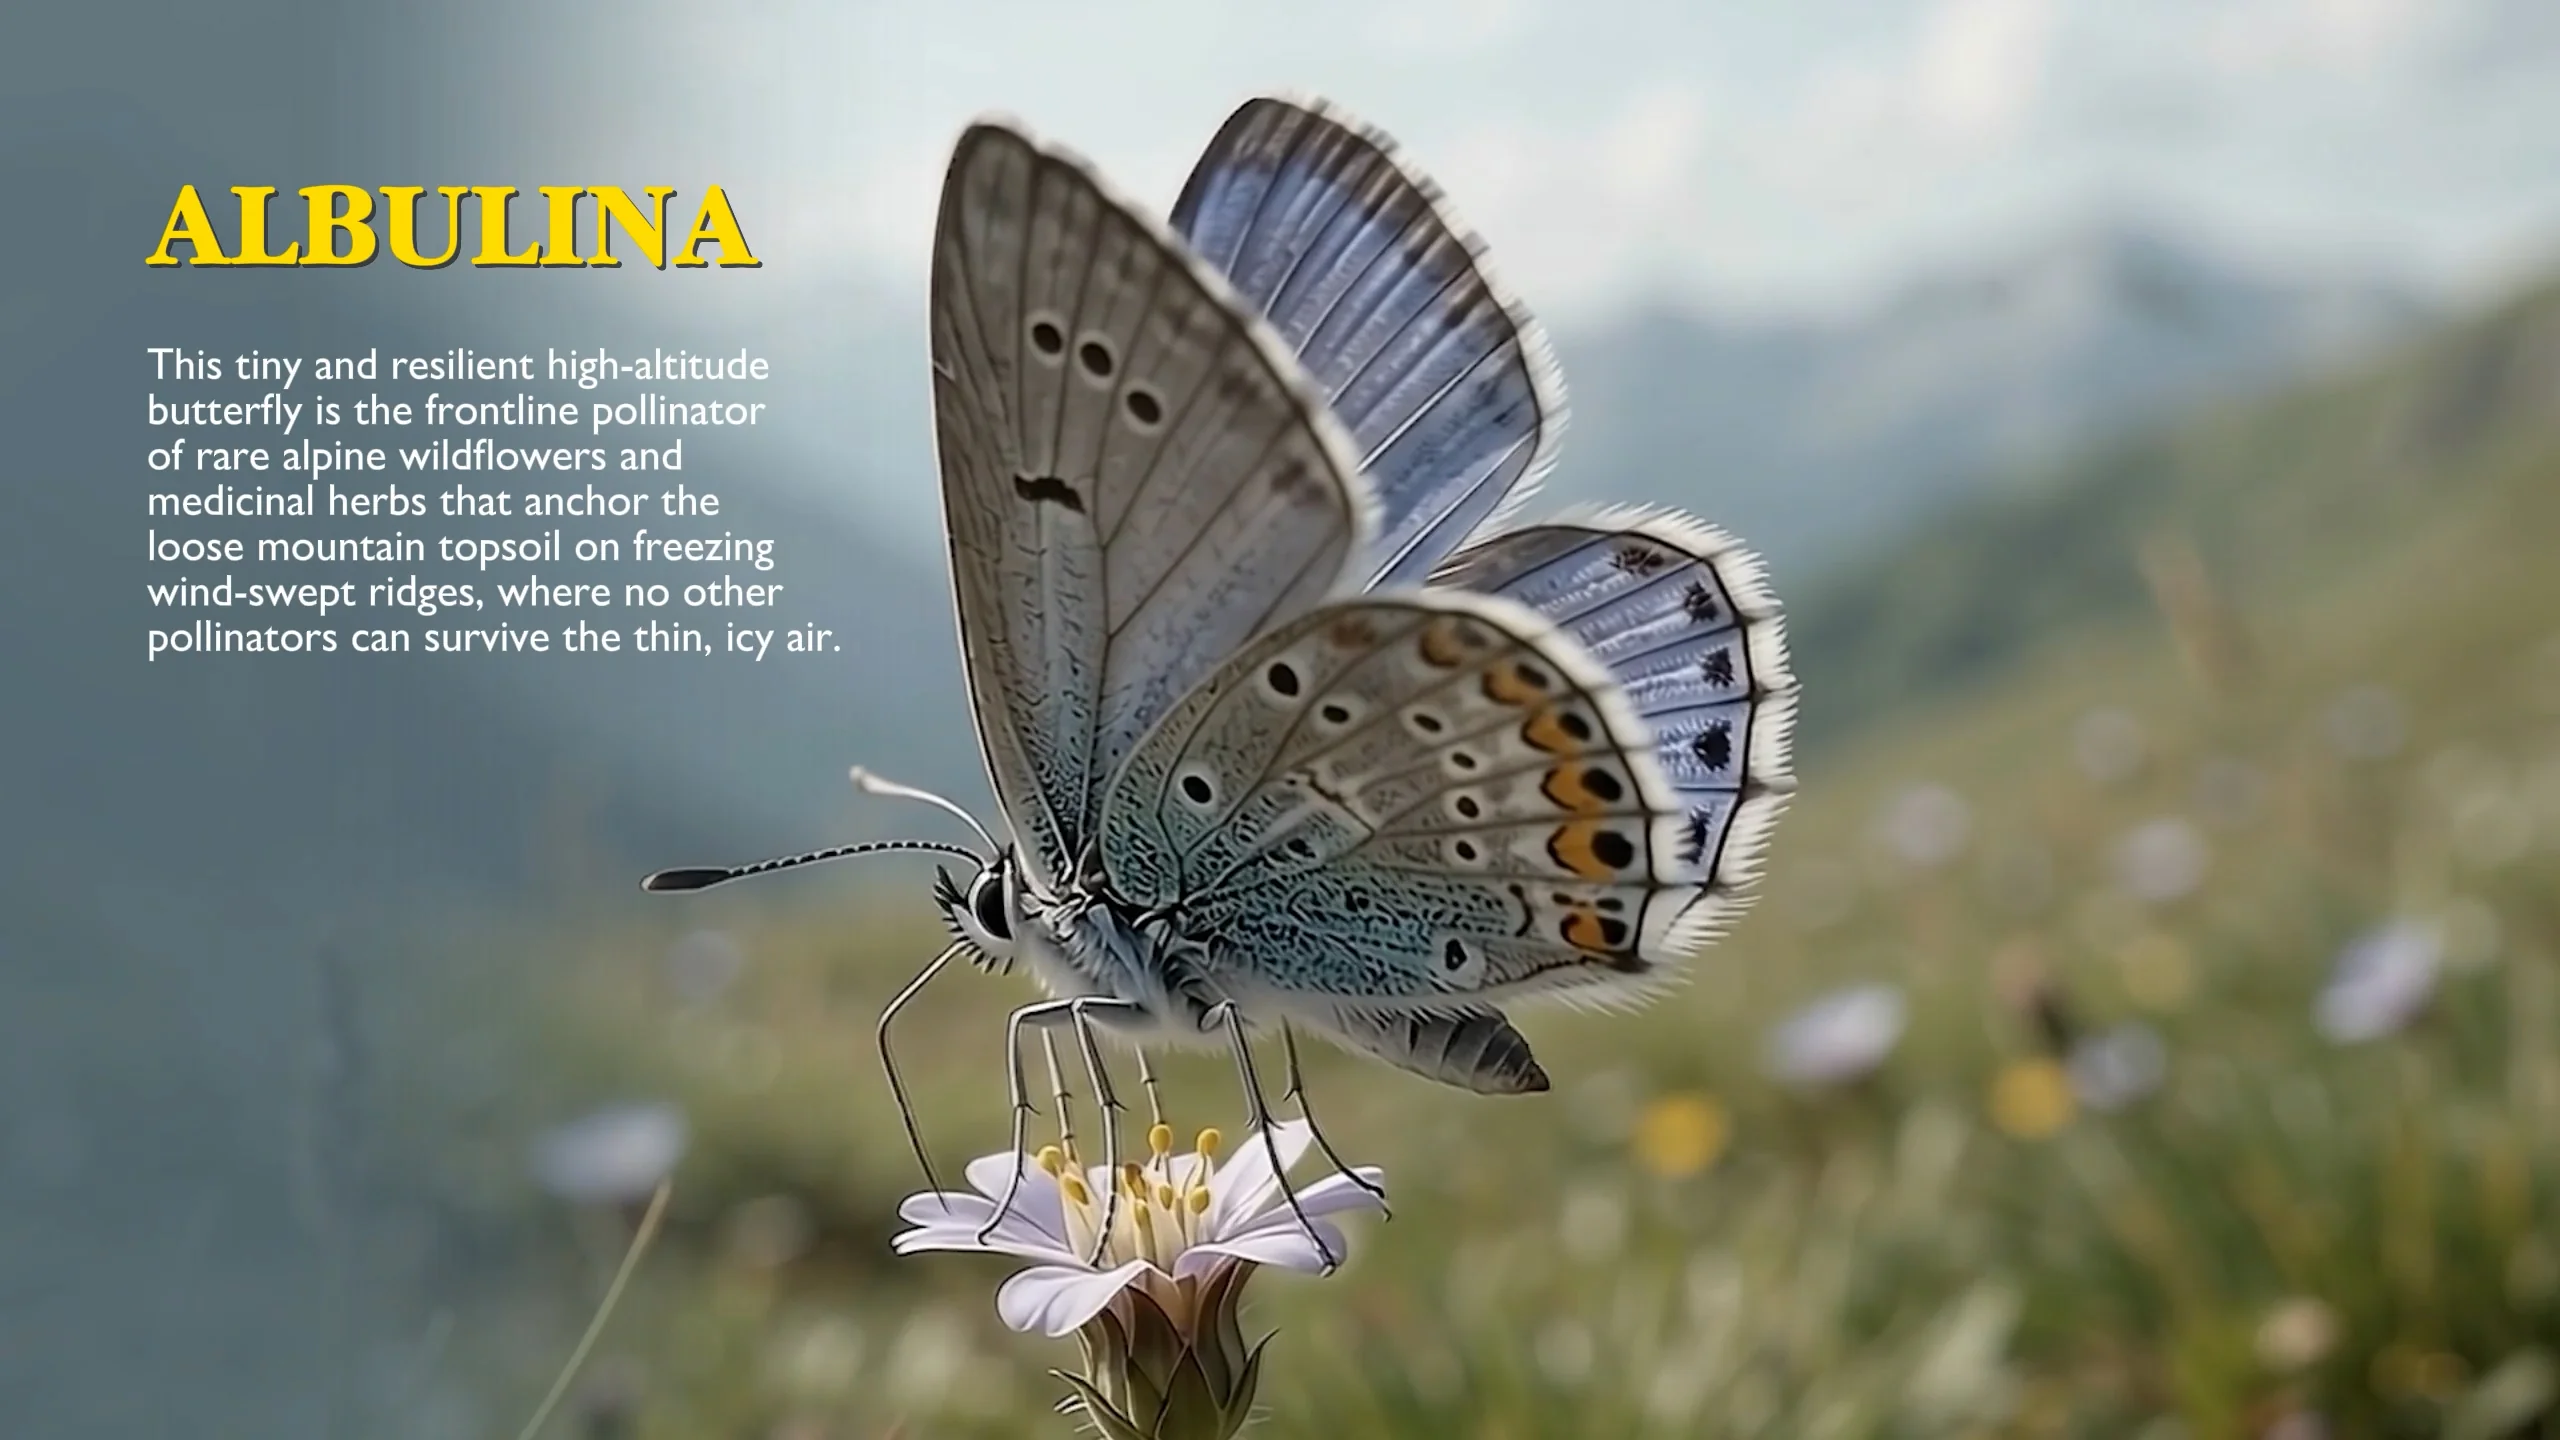 ALBULINA
This tiny and resilient high-altitude
butterfly is the frontline pollinator
of rare alpine wildflowers and
medicinal herbs that anchor the
loose mountain topsoil on freezing
wind-swept ridges, where no other
pollinators can survive the thin, icy air.